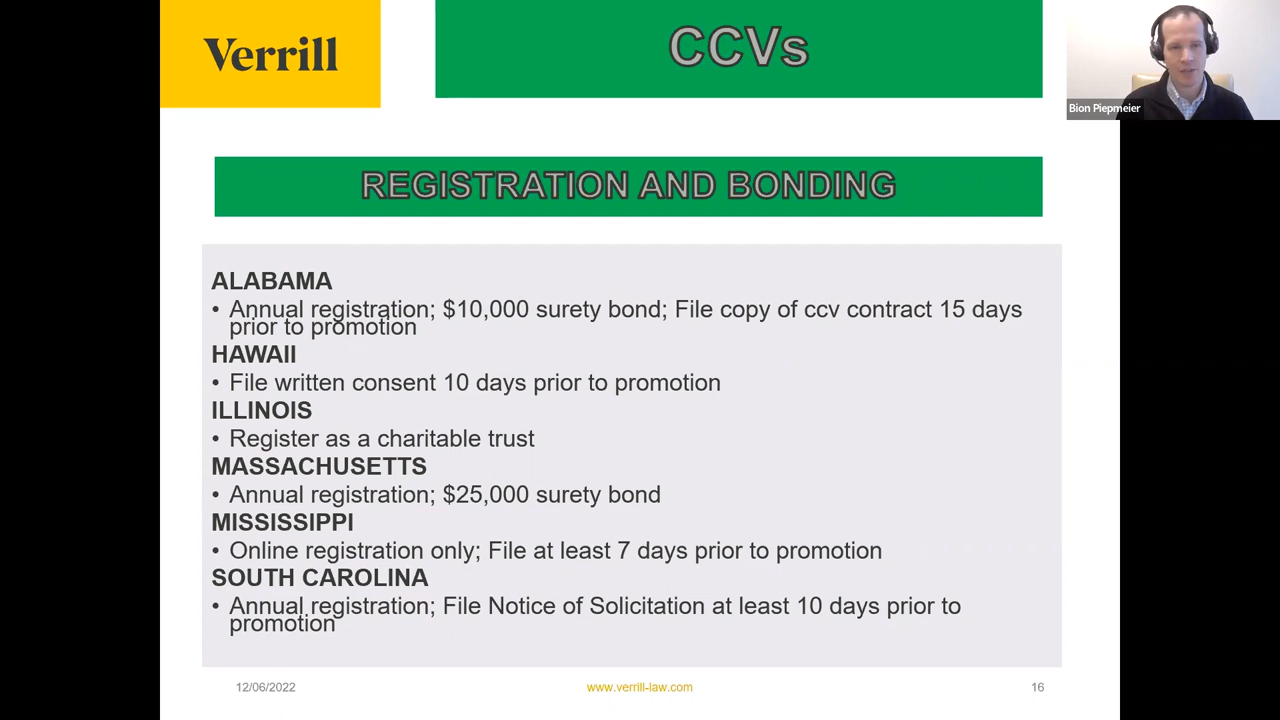 Verrill
CCVs
Bion Piepmeier
REGISTRATION AND BONDING
ALABAMA
• Annual registration; $10,000 surety bond; File copy of ccv contract 15 days
prior to promotion
HAWAII
• File written consent 10 days prior to promotion
ILLINOIS
• Register as a charitable trust
MASSACHUSETTS
• Annual registration; $25,000 surety bond
MISSISSIPPI
• Online registration only; File at least 7 days prior to promotion
SOUTH CAROLINA
• Annual registration; File Notice of Solicitation at least 10 days prior to
promotion
12/06/2022
www.verrill-law.com
16